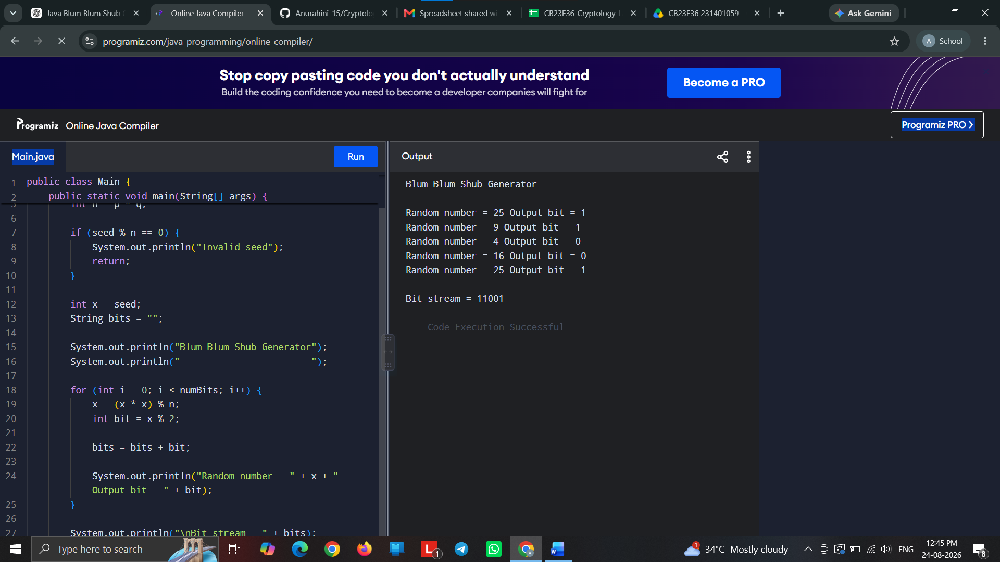 Java Blum Blum Shub
Online Java Compiler -
Anurahini-15/Cryptolo
Spreadsheet shared wi
CB23E36-Cryptology-L
CB23E36 231401059 -
Ask Gemini
programiz.com/java-programming/online-compiler/
A School
Stop copy pasting code you don't actually understand
Build the coding confidence you need to become a developer companies will fight for
Become a PRO
Programiz Online Java Compiler
Programiz PRO >
Main.java
Run
1 public class Main {
2 public static void main(String[] args) {
5 int n = p * q;
6
7 if (seed % n == 0) {
8 System.out.println("Invalid seed");
9 return;
10 }
11
12 int x = seed;
13 String bits = "";
14
15 System.out.println("Blum Blum Shub Generator");
16 System.out.println("------------------------");
17
18 for (int i = 0; i < numBits; i++) {
19 x = (x * x) % n;
20 int bit = x % 2;
21
22 bits = bits + bit;
23
24 System.out.println("Random number = " + x + "
Output bit = " + bit);
25 }
26
27 System.out.println("\nBit stream = " + bits);
Output
Blum Blum Shub Generator
------------------------
Random number = 25 Output bit = 1
Random number = 9 Output bit = 1
Random number = 4 Output bit = 0
Random number = 16 Output bit = 0
Random number = 25 Output bit = 1
Bit stream = 11001
=== Code Execution Successful ===
Type here to search
L 1
A
W
1
34°C Mostly cloudy
ENG
12:45 PM
24-08-2026
8